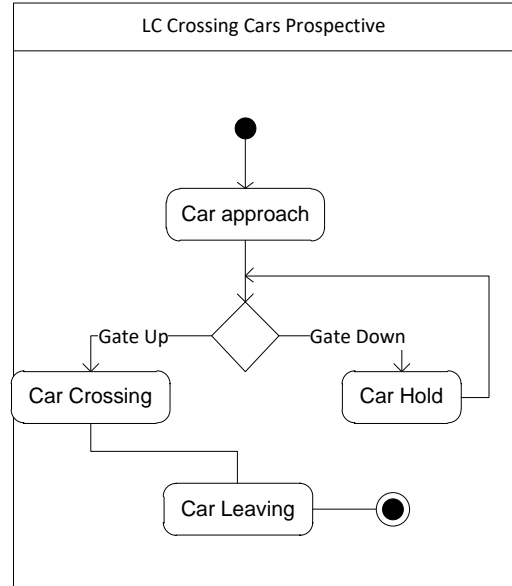 LC Crossing Cars Prospective
Car approach
Gate Up
Gate Down
Car Crossing
Car Hold
Car Leaving